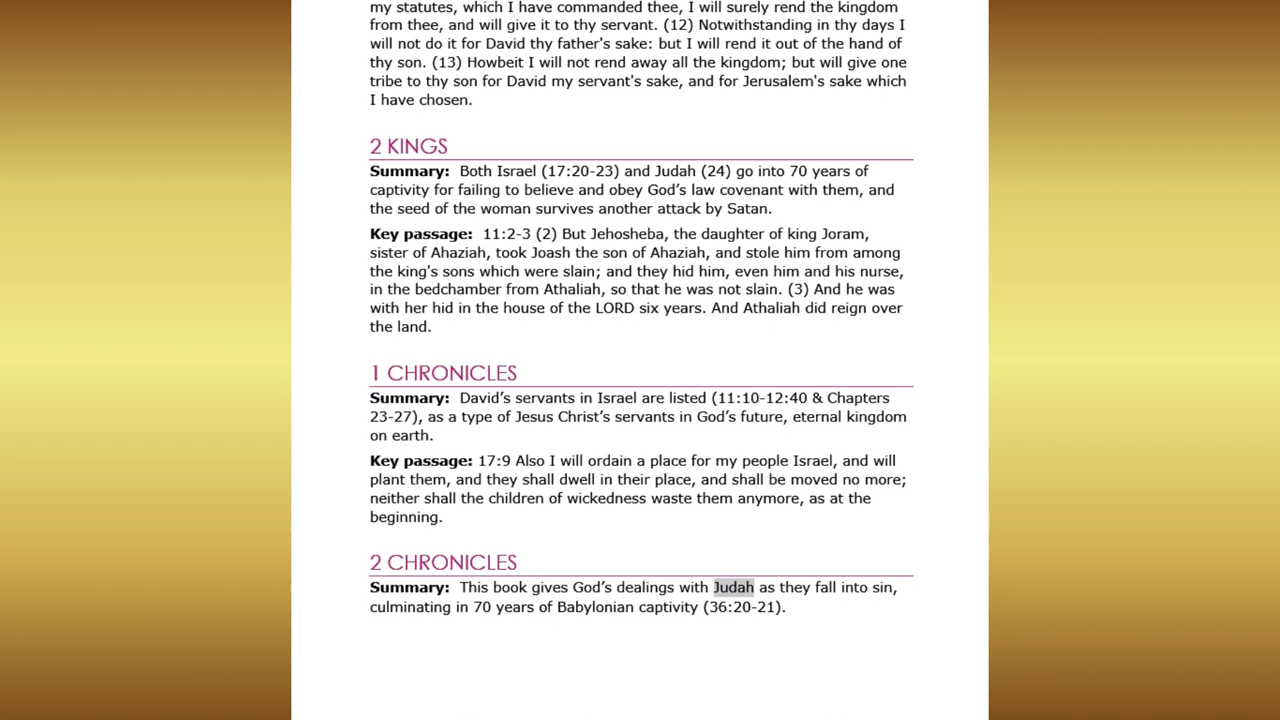 my statutes, which I have commanded thee, I will surely rend the kingdom
from thee, and will give it to thy servant. (12) Notwithstanding in thy days I
will not do it for David thy father's sake: but I will rend it out of the hand of
thy son. (13) Howbeit I will not rend away all the kingdom; but will give one
tribe to thy son for David my servant's sake, and for Jerusalem's sake which
I have chosen.
2 KINGS
Summary: Both Israel (17:20-23) and Judah (24) go into 70 years of
captivity for failing to believe and obey God’s law covenant with them, and
the seed of the woman survives another attack by Satan.
Key passage: 11:2-3 (2) But Jehosheba, the daughter of king Joram,
sister of Ahaziah, took Joash the son of Ahaziah, and stole him from among
the king's sons which were slain; and they hid him, even him and his nurse,
in the bedchamber from Athaliah, so that he was not slain. (3) And he was
with her hid in the house of the LORD six years. And Athaliah did reign over
the land.
1 CHRONICLES
Summary: David’s servants in Israel are listed (11:10-12:40 & Chapters
23-27), as a type of Jesus Christ’s servants in God’s future, eternal kingdom
on earth.
Key passage: 17:9 Also I will ordain a place for my people Israel, and will
plant them, and they shall dwell in their place, and shall be moved no more;
neither shall the children of wickedness waste them anymore, as at the
beginning.
2 CHRONICLES
Summary: This book gives God’s dealings with Judah as they fall into sin,
culminating in 70 years of Babylonian captivity (36:20-21).